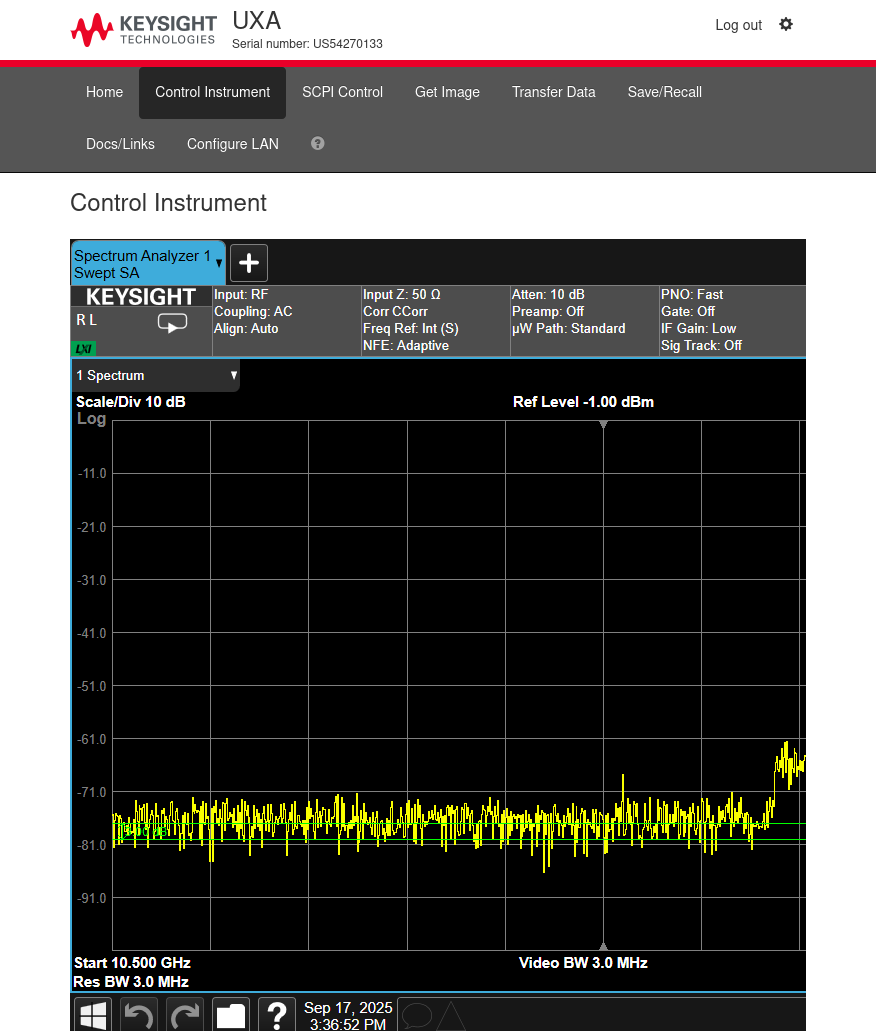 KEYSIGHT
TECHNOLOGIES
UXA
Serial number: US54270133
Log out
Home
Control Instrument
SCPI Control
Get Image
Transfer Data
Save/Recall
Docs/Links
Configure LAN
?
Control Instrument
Spectrum Analyzer 1
Swept SA
+
KEYSIGHT
R L
LXI
Input: RF
Coupling: AC
Align: Auto
Input Z: 50 Ω
Corr CCorr
Freq Ref: Int (S)
NFE: Adaptive
Atten: 10 dB
Preamp: Off
µW Path: Standard
PNO: Fast
Gate: Off
IF Gain: Low
Sig Track: Off
1 Spectrum
Scale/Div 10 dB
Ref Level -1.00 dBm
Log
-11.0
-21.0
-31.0
-41.0
-51.0
-61.0
-71.0
-81.0
-91.0
Start 10.500 GHz
Video BW 3.0 MHz
Res BW 3.0 MHz
?
Sep 17, 2025
3:36:52 PM